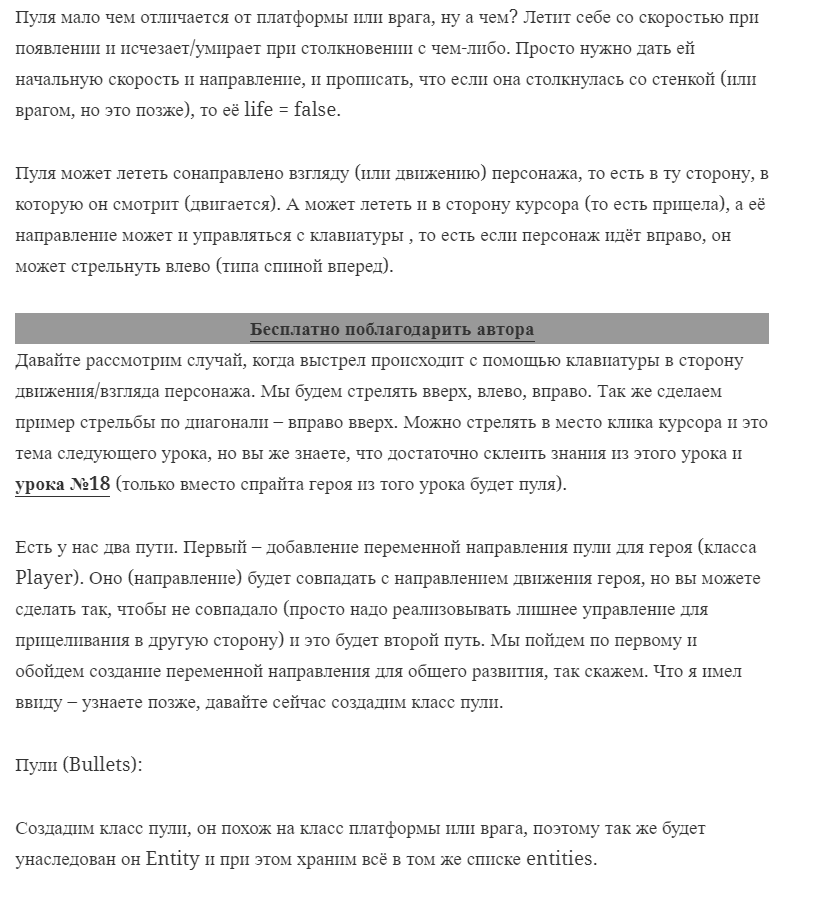 Пуля мало чем отличается от платформы или врага, ну а чем? Летит себе со скоростью при
появлении и исчезает/умирает при столкновении с чем-либо. Просто нужно дать ей
начальную скорость и направление, и прописать, что если она столкнулась со стенкой (или
врагом, но это позже), то её life = false.
Пуля может лететь сонаправлено взгляду (или движению) персонажа, то есть в ту сторону, в
которую он смотрит (двигается). А может лететь и в сторону курсора (то есть прицела), а её
направление может и управляться с клавиатуры , то есть если персонаж идёт вправо, он
может стрельнуть влево (типа спиной вперед).
Бесплатно поблагодарить автора
Давайте рассмотрим случай, когда выстрел происходит с помощью клавиатуры в сторону
движения/взгляда персонажа. Мы будем стрелять вверх, влево, вправо. Так же сделаем
пример стрельбы по диагонали – вправо вверх. Можно стрелять в место клика курсора и это
тема следующего урока, но вы же знаете, что достаточно склеить знания из этого урока и
урока №18 (только вместо спрайта героя из того урока будет пуля).
Есть у нас два пути. Первый – добавление переменной направления пули для героя (класса
Player). Оно (направление) будет совпадать с направлением движения героя, но вы можете
сделать так, чтобы не совпадало (просто надо реализовывать лишнее управление для
прицеливания в другую сторону) и это будет второй путь. Мы пойдем по первому и
обойдем создание переменной направления для общего развития, так скажем. Что я имел
ввиду – узнаете позже, давайте сейчас создадим класс пули.
Пули (Bullets):
Создадим класс пули, он похож на класс платформы или врага, поэтому так же будет
унаследован он Entity и при этом храним всё в том же списке entities.